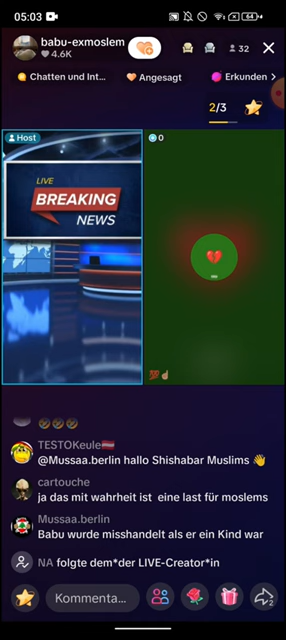 05:03
64
babu-exmoslem
4.6K
32
Chatten und Int...
Angesagt
Erkunden
2/3
Host
0
LIVE
BREAKING
NEWS
💔
💯☝🏽
🤣🤣🤣
TESTOKeule🇱🇻
@Mussaa.berlin hallo Shishabar Muslims 👋
cartouche
ja das mit wahrheit ist eine last für moslems
Mussaa.berlin
Babu wurde misshandelt als er ein Kind war
NA folgte dem*der LIVE-Creator*in
Kommenta...
2